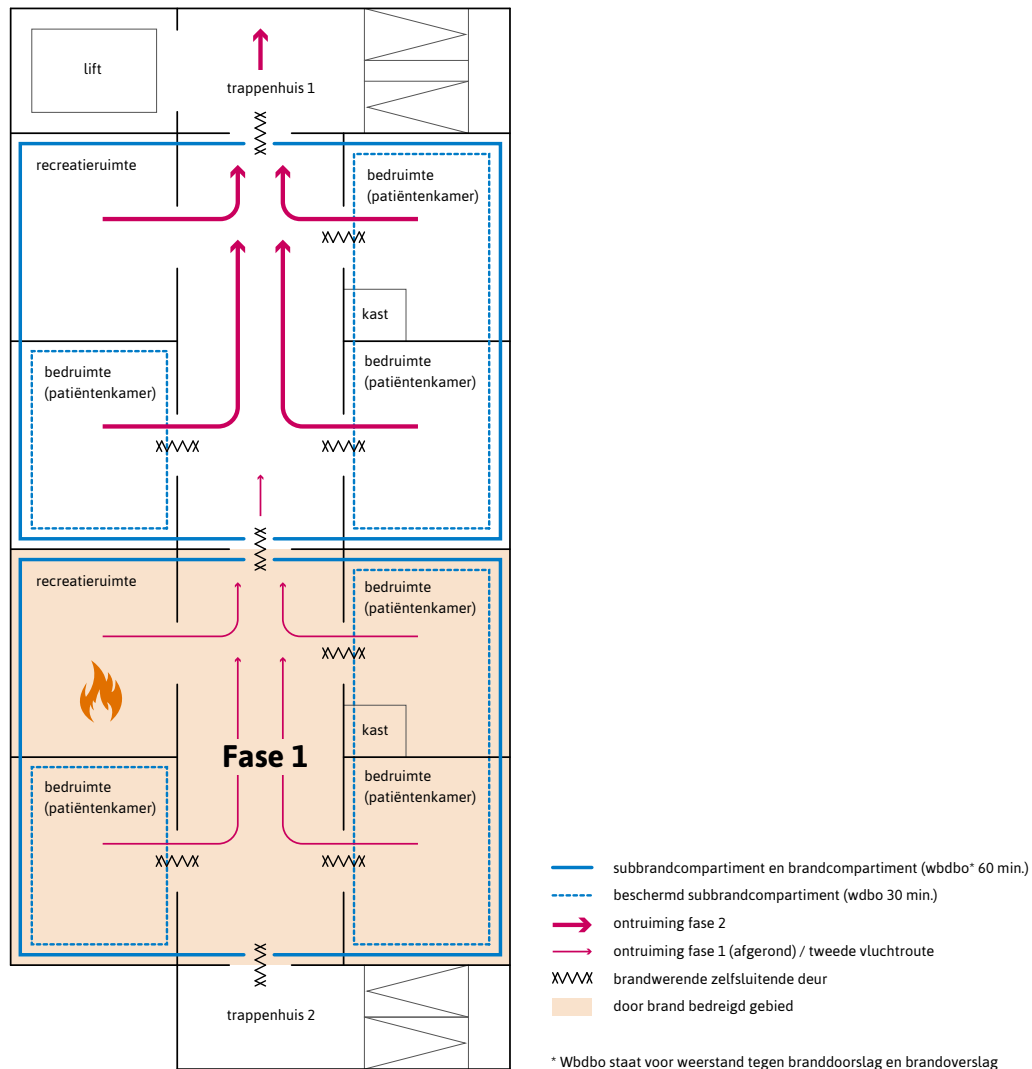 lift
trappenhuis 1
recreatieruimte
bedruimte
(patiëntenkamer)
kast
bedruimte
(patiëntenkamer)
bedruimte
(patiëntenkamer)
recreatieruimte
bedruimte
(patiëntenkamer)
kast
Fase 1
bedruimte
(patiëntenkamer)
bedruimte
(patiëntenkamer)
trappenhuis 2
subbrandcompartiment en brandcompartiment (wbdbo* 60 min.)
beschermd subbrandcompartiment (wdbo 30 min.)
ontruiming fase 2
ontruiming fase 1 (afgerond) / tweede vluchtroute
brandwerende zelfsluitende deur
door brand bedreigd gebied
* Wbdbo staat voor weerstand tegen branddoorslag en brandoverslag